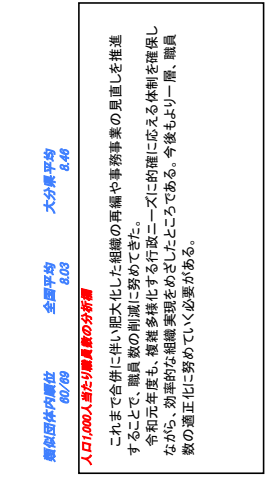 類似団体内順位 全国平均 大分県平均
60/69 8.03 8.46
人口1,000人当たり職員数の分析欄
これまで合併に伴い肥大化した組織の再編や事務事業の見直しを推進
することで、職員数の削減に努めてきた。
令和元年度も、複雑多様化する行政ニーズに的確に応える体制を確保し
ながら、効率的な組織実現をめざしたところである。今後もより一層、職員
数の適正化に努めていく必要がある。